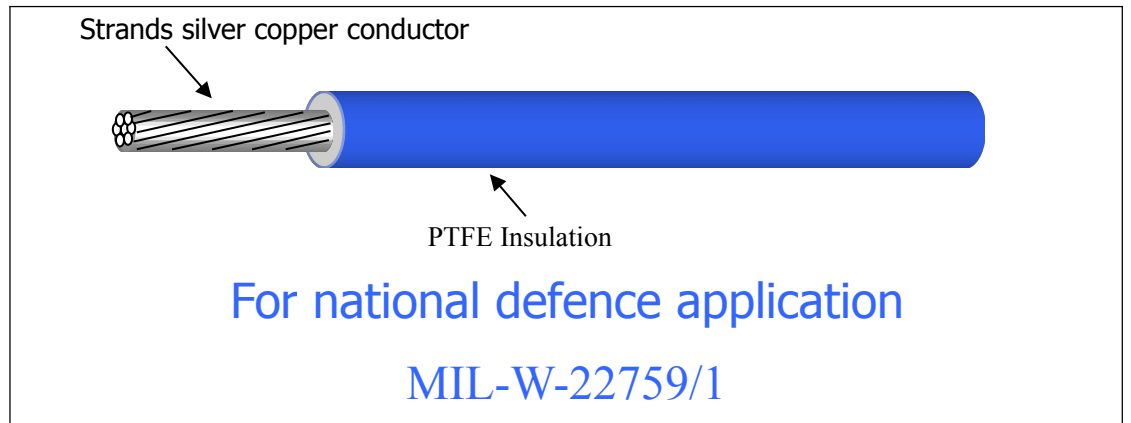 Strands silver copper conductor
PTFE Insulation
For national defence application
MIL-W-22759/1